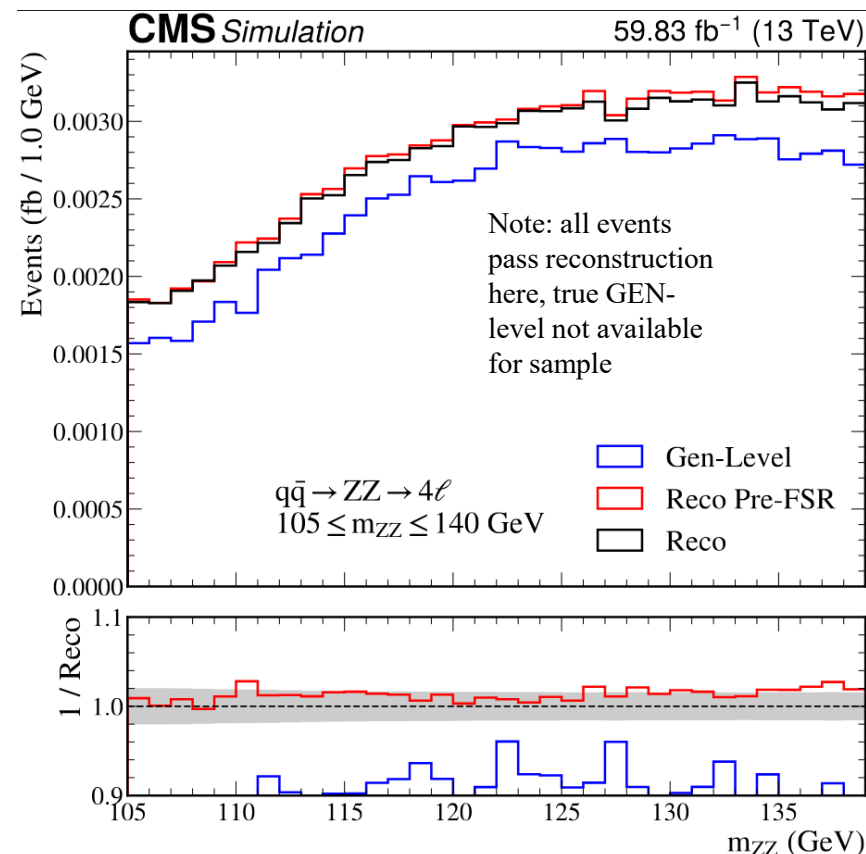 CMS Simulation 59.83 fb⁻¹ (13 TeV)
Events (fb / 1.0 GeV)
0.0030
0.0025
0.0020
0.0015
0.0010
0.0005
0.0000
Note: all events
pass reconstruction
here, true GEN-
level not available
for sample
Gen-Level
Reco Pre-FSR
Reco
qq̄ → ZZ → 4ℓ
105 ≤ m_ZZ ≤ 140 GeV
1 / Reco
1.1
1.0
0.9
105 110 115 120 125 130 135
m_ZZ (GeV)